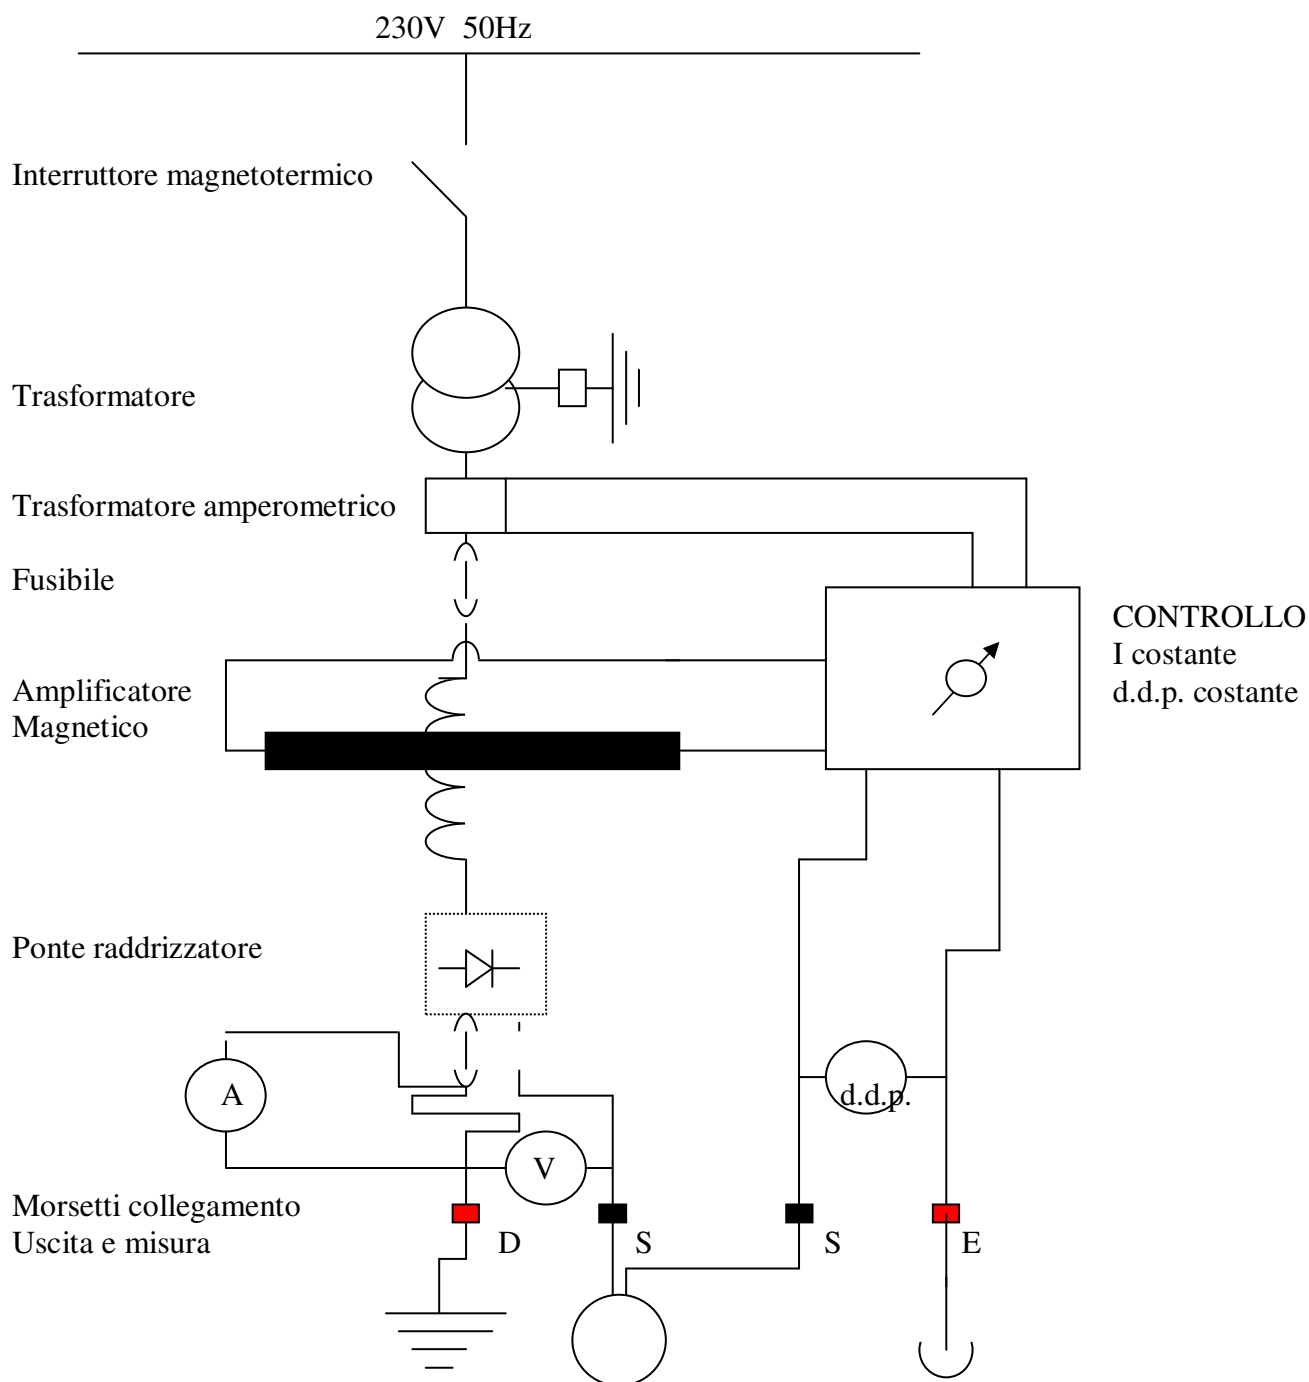 230V 50Hz
Interruttore magnetotermico
Trasformatore
Trasformatore amperometrico
Fusibile
CONTROLLO
I costante
d.d.p. costante
Amplificatore
Magnetico
Ponte raddrizzatore
A
d.d.p.
V
Morsetti collegamento
Uscita e misura
D
S
S
E